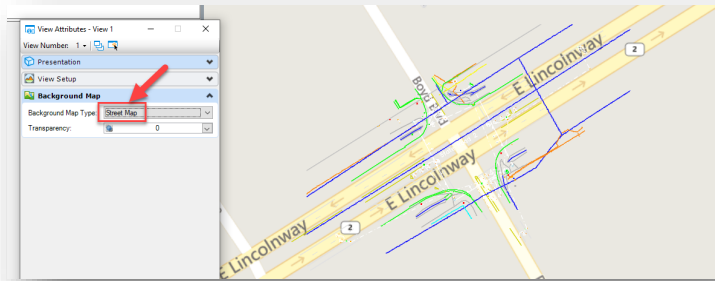 View Attributes - View 1
View Number: 1
Presentation
View Setup
Background Map
Background Map Type: Street Map
Transparency: 0
Boyd Blvd
E Lincolnway
2
E Lincolnway
2
E Lincolnway